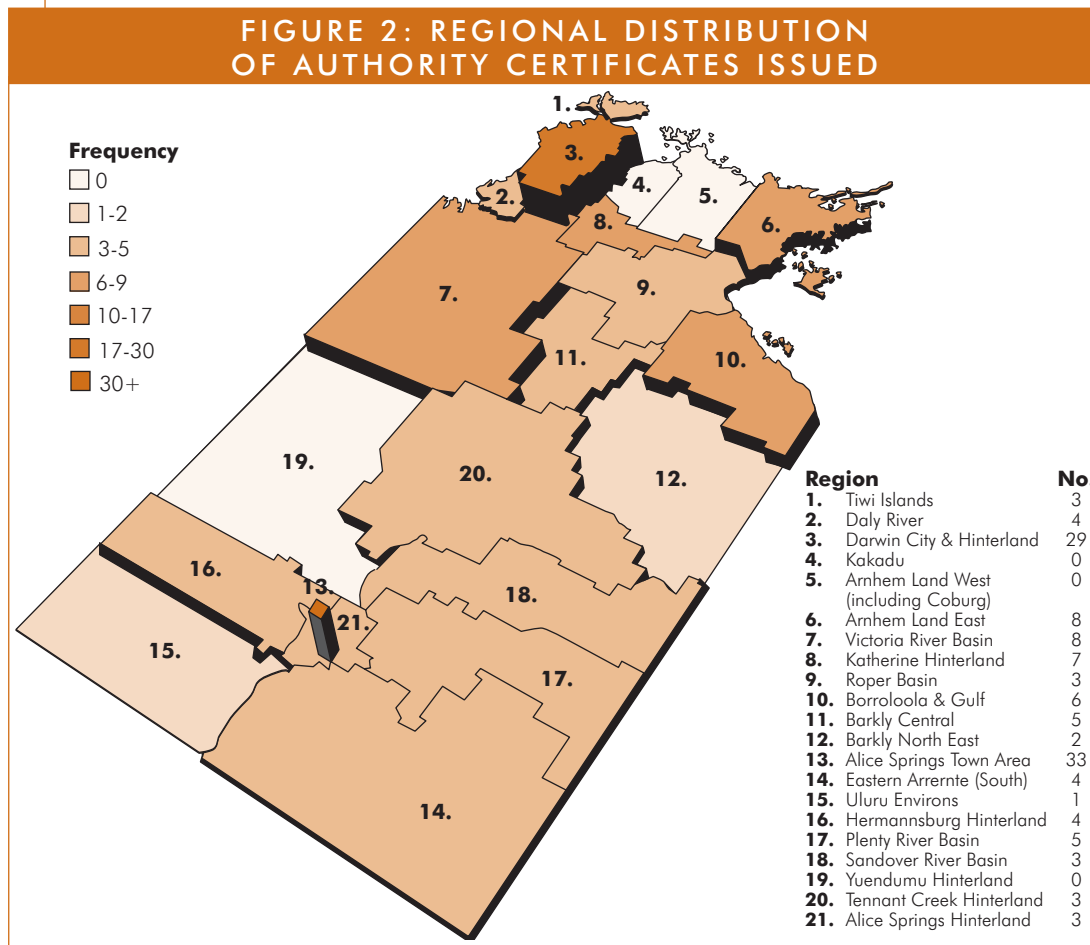 FIGURE 2: REGIONAL DISTRIBUTION
OF AUTHORITY CERTIFICATES ISSUED
Frequency
0
1-2
3-5
6-9
10-17
17-30
30+
1.
2.
3.
4.
5.
6.
7.
8.
9.
10.
11.
12.
19.
20.
16.
13.
21.
18.
15.
17.
14.
Region No
1. Tiwi Islands 3
2. Daly River 4
3. Darwin City & Hinterland 29
4. Kakadu 0
5. Arnhem Land West 0
(including Coburg)
6. Arnhem Land East 8
7. Victoria River Basin 8
8. Katherine Hinterland 7
9. Roper Basin 3
10. Borroloola & Gulf 6
11. Barkly Central 5
12. Barkly North East 2
13. Alice Springs Town Area 33
14. Eastern Arrernte (South) 4
15. Uluru Environs 1
16. Hermannsburg Hinterland 4
17. Plenty River Basin 5
18. Sandover River Basin 3
19. Yuendumu Hinterland 0
20. Tennant Creek Hinterland 3
21. Alice Springs Hinterland 3